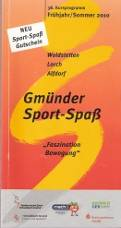 36. Kursprogramm
Frühjahr/Sommer 2010
NEU
Sport-Spaß
Gutschein
Waldstetten
Lorch
Alfdorf
Gmünder
Sport-Spaß
„Faszination
Bewegung"